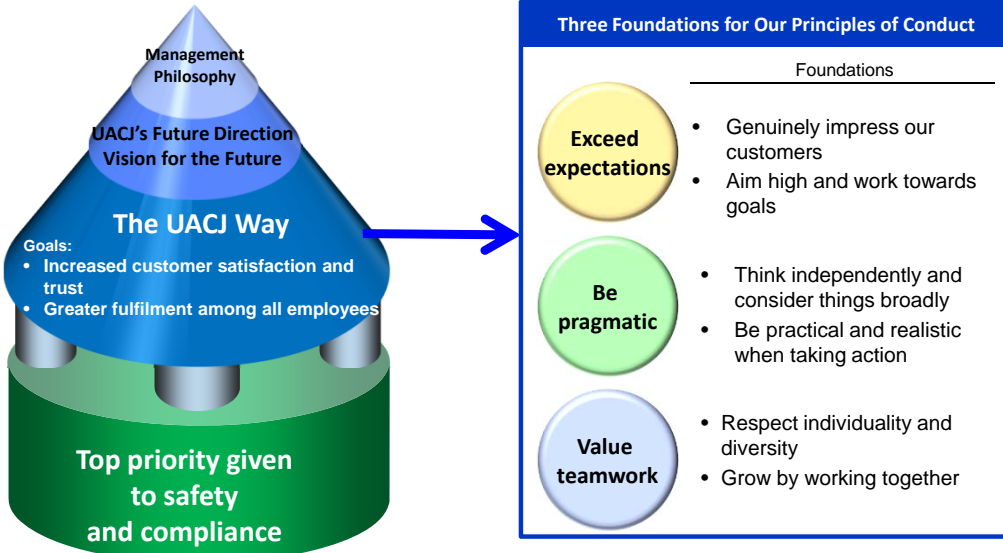 Management
Philosophy
UACJ's Future Direction
Vision for the Future
The UACJ Way
Goals:
• Increased customer satisfaction and
trust
• Greater fulfilment among all employees
Top priority given
to safety
and compliance
Three Foundations for Our Principles of Conduct
Foundations
Exceed
expectations
• Genuinely impress our
customers
• Aim high and work towards
goals
Be
pragmatic
• Think independently and
consider things broadly
• Be practical and realistic
when taking action
Value
teamwork
• Respect individuality and
diversity
• Grow by working together